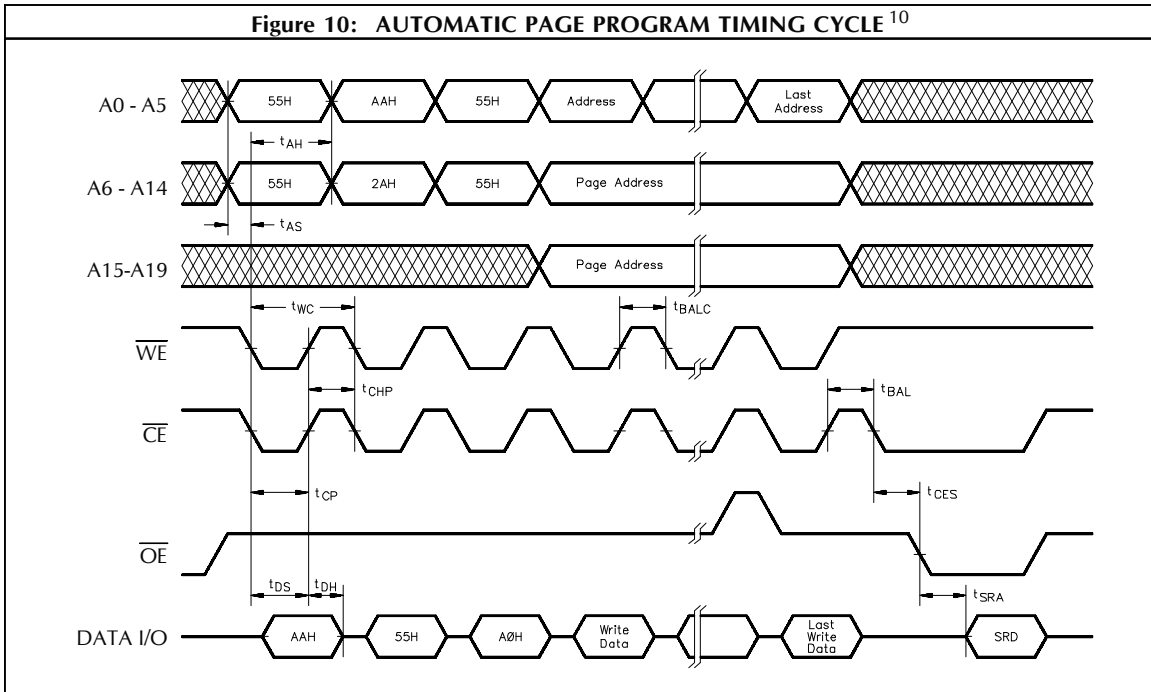 Figure 10: AUTOMATIC PAGE PROGRAM TIMING CYCLE 10
A0 - A5
55H
AAH
55H
Address
Last
Address
tAH
A6 - A14
55H
2AH
55H
Page Address
tAS
A15-A19
Page Address
tWC
tBALC
WE
tCHP
tBAL
CE
tCP
tCES
OE
tDS
tDH
tSRA
DATA I/O
AAH
55H
AØH
Write
Data
Last
Write
Data
SRD